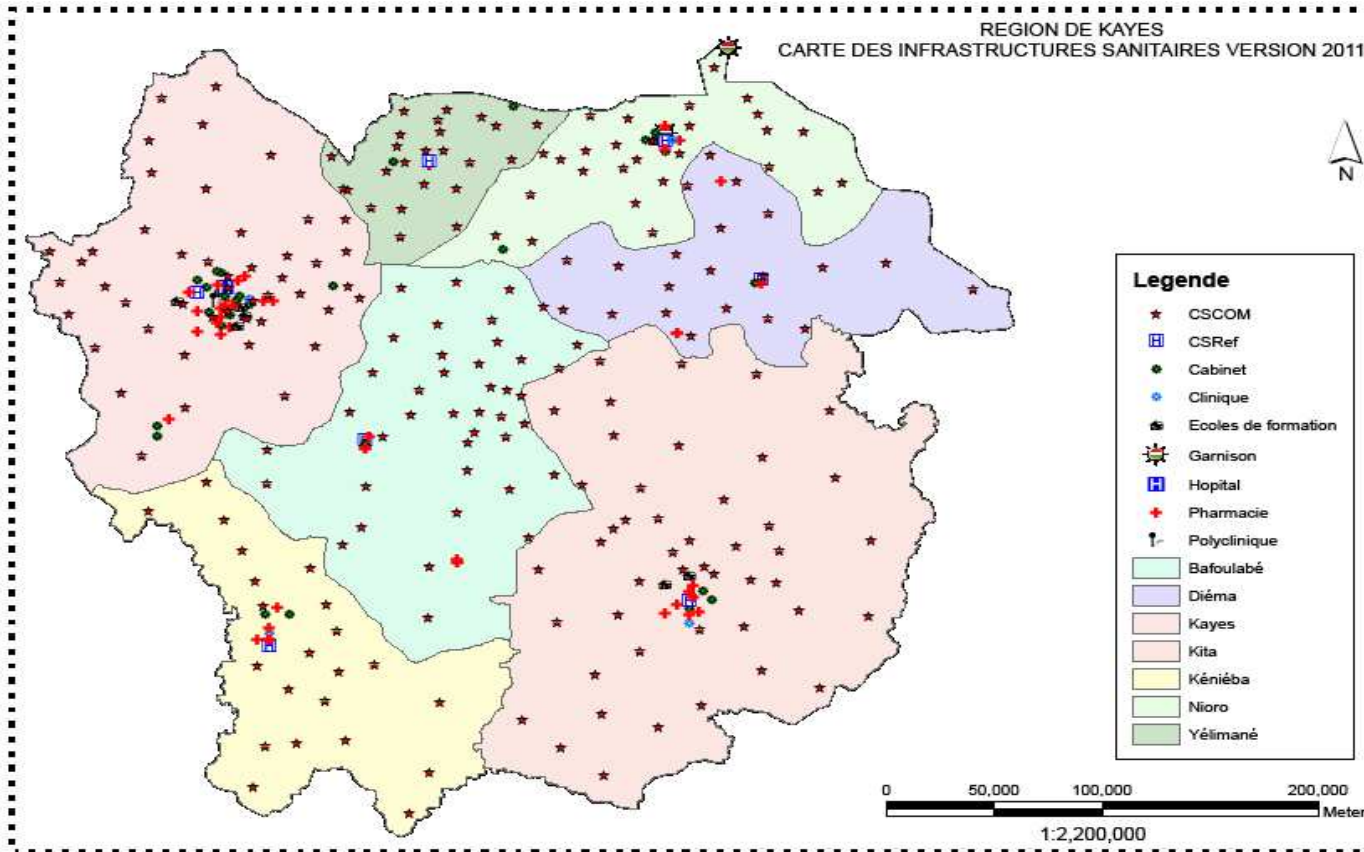 REGION DE KAYES
CARTE DES INFRASTRUCTURES SANITAIRES VERSION 2011
N
Legende
CSCOM
CSRef
Cabinet
Clinique
Ecoles de formation
Garnison
Hopital
Pharmacie
Polyclinique
Bafoulabé
Diéma
Kayes
Kita
Kéniéba
Nioro
Yélimané
0 50,000 100,000 200,000
Meter
1:2,200,000